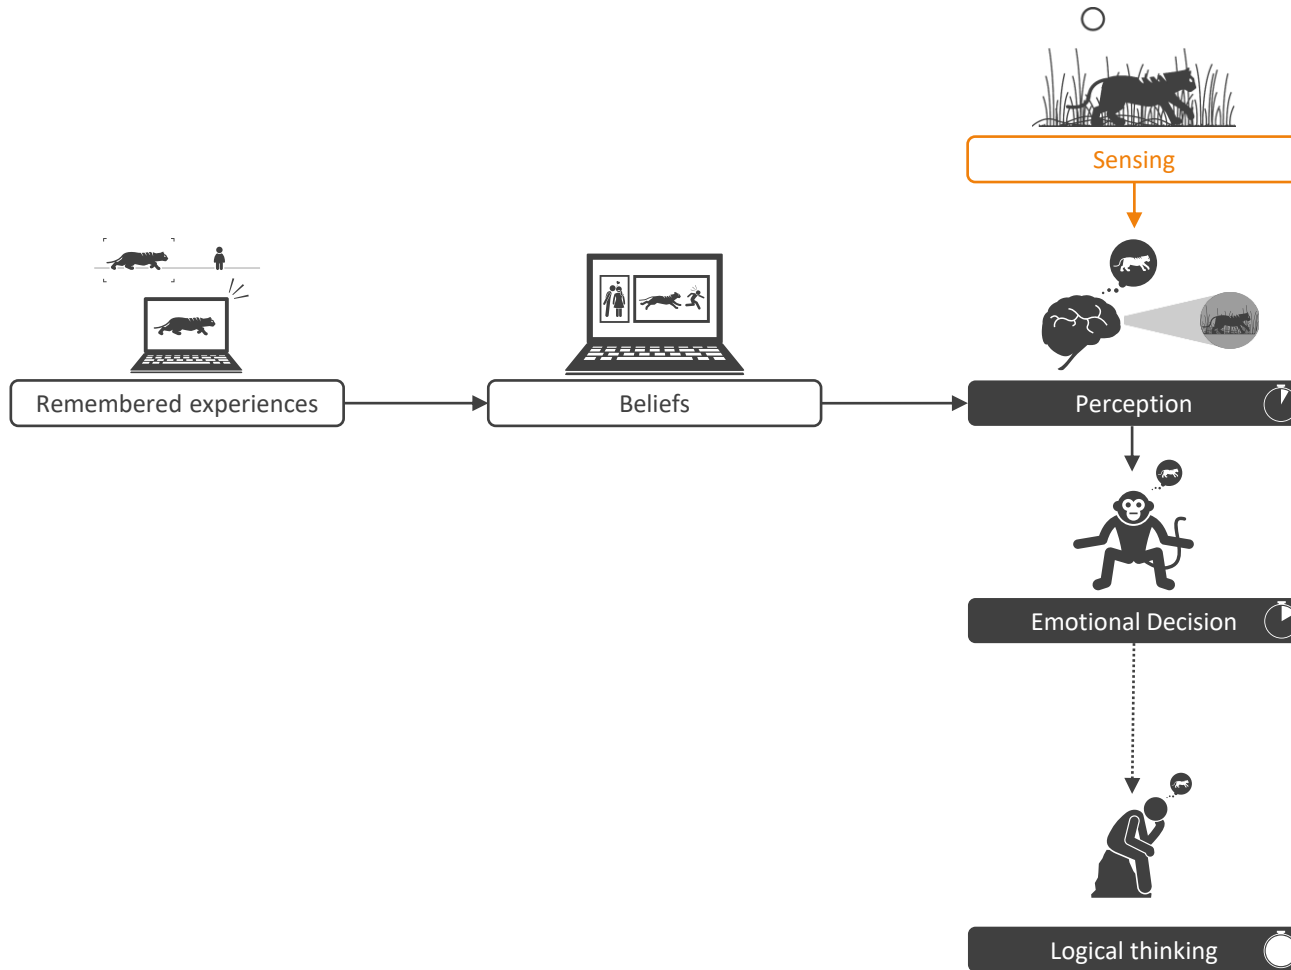 Sensing
Remembered experiences
Beliefs
Perception
Emotional Decision
Logical thinking